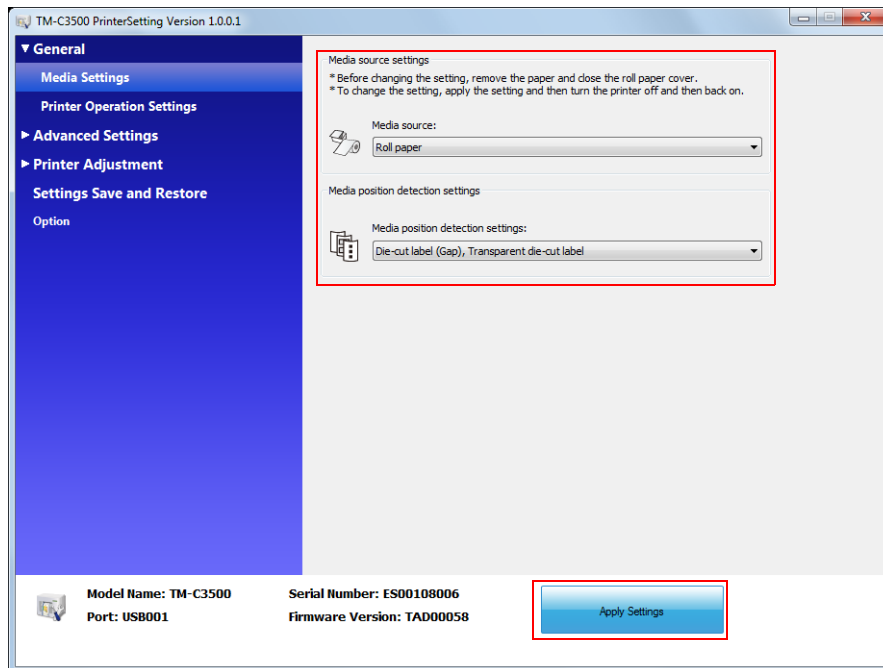 TM-C3500 PrinterSetting Version 1.0.0.1
General
Media Settings
Printer Operation Settings
Advanced Settings
Printer Adjustment
Settings Save and Restore
Option
Media source settings
*Before changing the setting, remove the paper and close the roll paper cover.
*To change the setting, apply the setting and then turn the printer off and then back on.
Media source:
Roll paper
Media position detection settings
Media position detection settings:
Die-cut label (Gap), Transparent die-cut label
Model Name: TM-C3500
Serial Number: ES00108006
Port: USB001
Firmware Version: TAD00058
Apply Settings